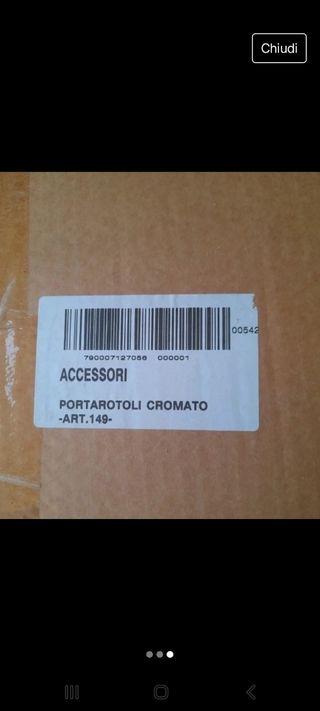 Chiudi
00542
790007127056 000001
ACCESSORI
PORTAROTOLI CROMATO
-ART.149-